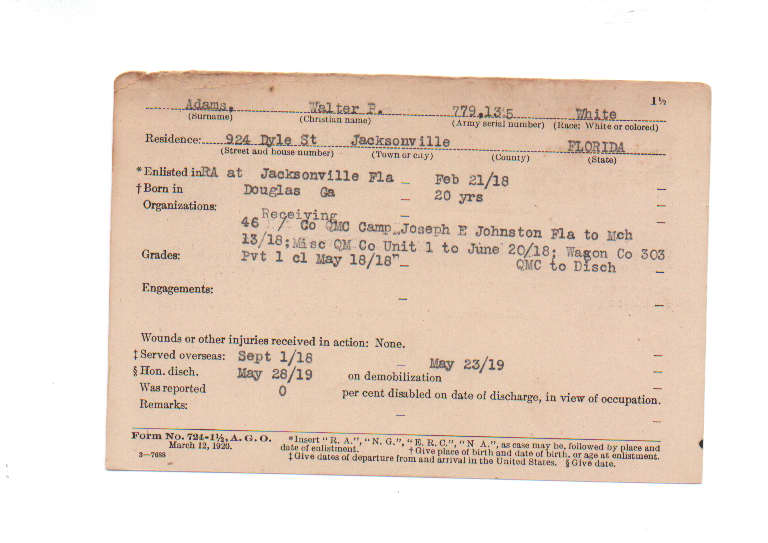 1½
Adams, Walter P. 779,135 White
(Surname) (Christian name) (Army serial number) (Race: White or colored)
Residence: 924 Dyle St Jacksonville FLORIDA
(Street and house number) (Town or city) (County) (State)
*Enlisted in RA at Jacksonville Fla Feb 21/18
†Born in Douglas Ga 20 yrs
Organizations: Receiving
46 / Co QMC Camp Joseph E Johnston Fla to Mch
13/18; Misc QM Co Unit 1 to June 20/18; Wagon Co 303
Grades: Pvt 1 cl May 18/18 QMC to Disch
Engagements:
Wounds or other injuries received in action: None.
‡Served overseas: Sept 1/18 May 23/19
§Hon. disch. May 28/19 on demobilization
Was reported 0 per cent disabled on date of discharge, in view of occupation.
Remarks:
Form No. 724-1½, A. G. O. *Insert "R. A.", "N. G.", "E. R. C.", "N A.", as case may be, followed by place and
March 12, 1920. date of enlistment. †Give place of birth and date of birth, or age at enlistment.
3—7688 ‡Give dates of departure from and arrival in the United States. §Give date.